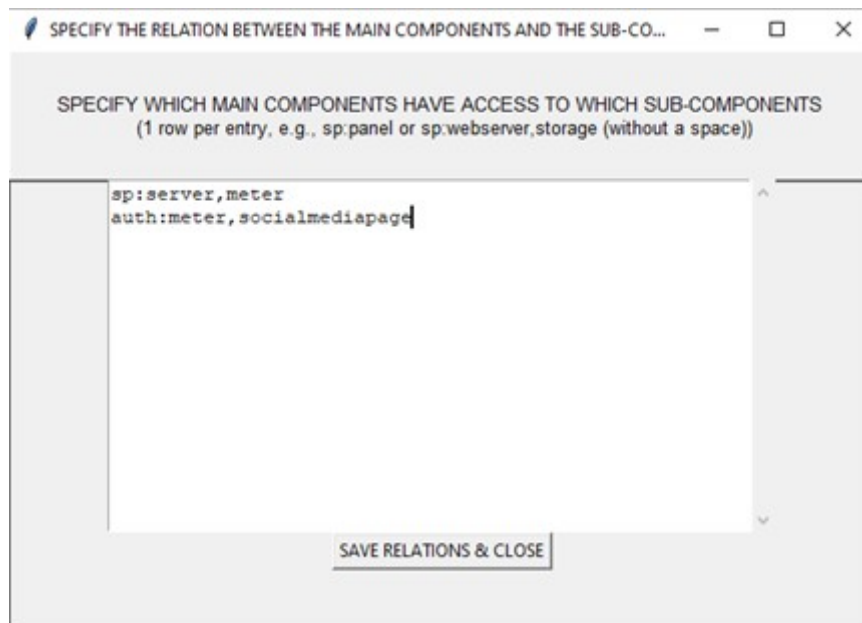 SPECIFY THE RELATION BETWEEN THE MAIN COMPONENTS AND THE SUB-CO...
SPECIFY WHICH MAIN COMPONENTS HAVE ACCESS TO WHICH SUB-COMPONENTS
(1 row per entry, e.g., sp:panel or sp:webserver,storage (without a space))
sp:server,meter
auth:meter,socialmediapage
SAVE RELATIONS & CLOSE